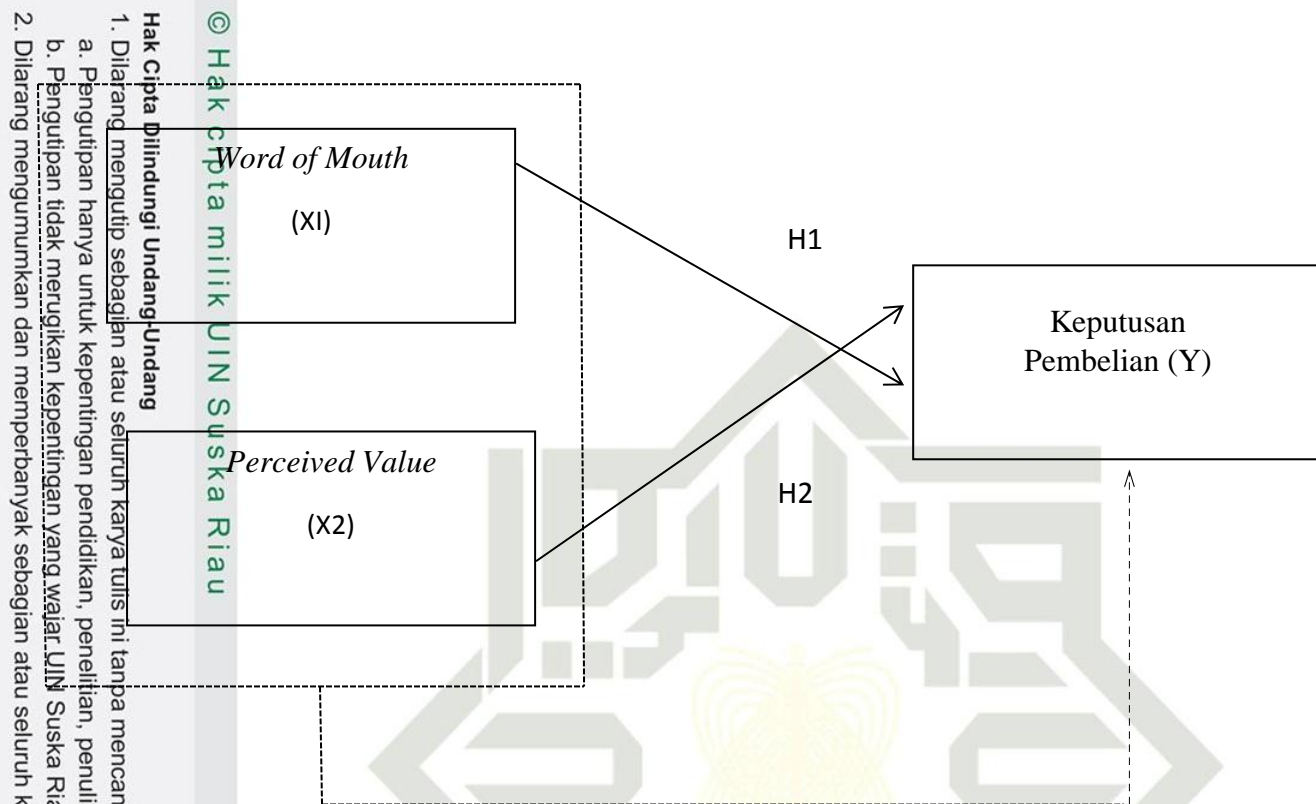 © Hak cipta milik UIN Suska Riau
Hak Cipta Dilindungi Undang-Undang
1. Dilarang mengutip sebagian atau seluruh karya tulis ini tanpa mencan
a. Pengutipan hanya untuk kepentingan pendidikan, penelitian, penuli
b. Pengutipan tidak merugikan kepentingan yang wajar UIN Suska Ria
2. Dilarang mengumumkan dan memperbanyak sebagian atau seluruh k
Word of Mouth
(XI)
H1
Keputusan
Pembelian (Y)
Perceived Value
(X2)
H2